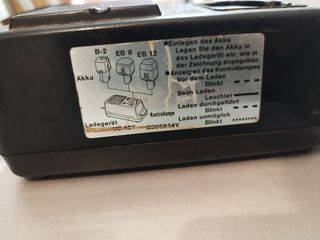 B-2 EB 9 EB 12
Akku
Kontrollampe
Ladegerät
●Einlegen des Akku
Legen Sie den Akku in
das Ladegerät ein, wie in
der Zeichnung angegeben.
●Anzeigen des Kontrollampes
Vor dem Laden
Blinkt
Beim Laden
Leuchtet
Laden durchgeführt
Blinkt
Laden unmöglich
Blinkt